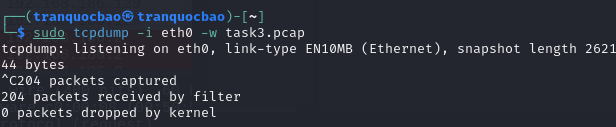 ┌──(tranquocbao㉿tranquocbao)-[~]
└─$ sudo tcpdump -i eth0 -w task3.pcap
tcpdump: listening on eth0, link-type EN10MB (Ethernet), snapshot length 2621
44 bytes
^C204 packets captured
204 packets received by filter
0 packets dropped by kernel